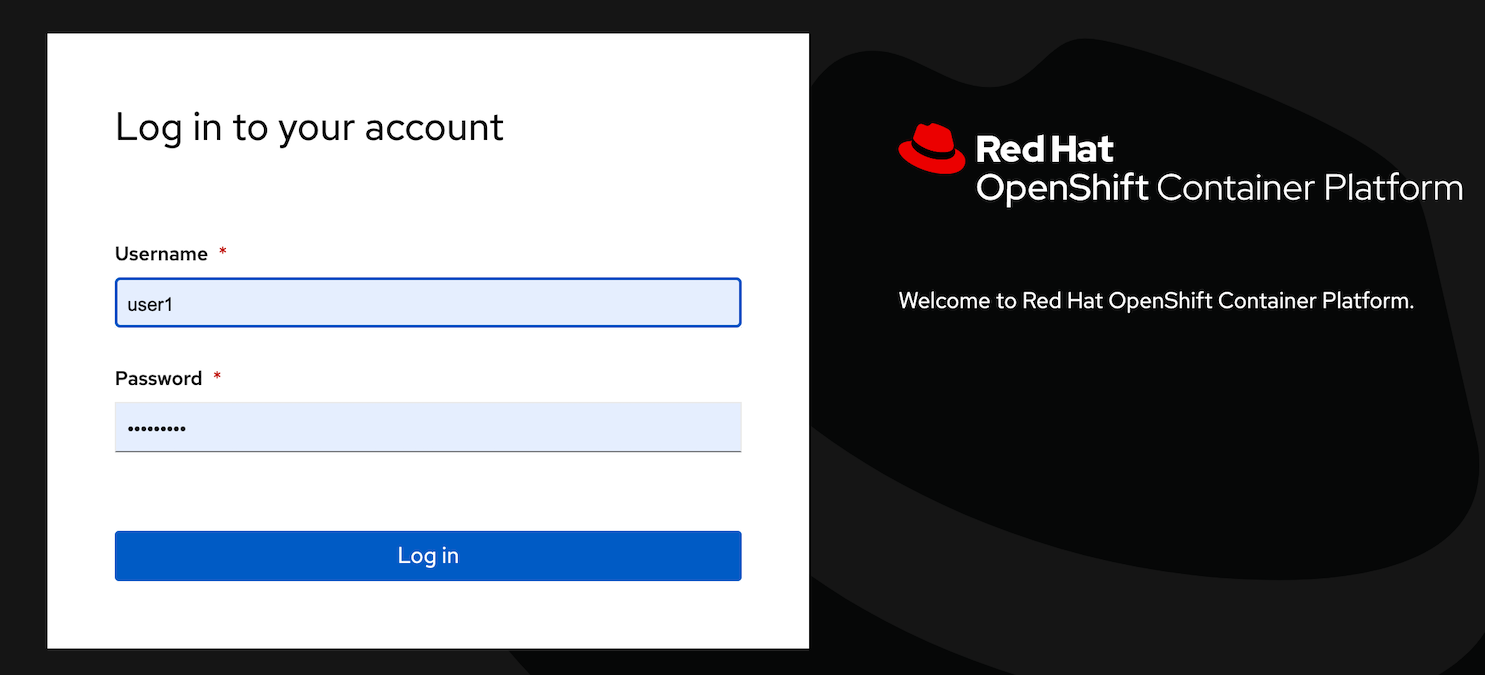 Log in to your account
Username *
user1
Password *
•••••••••
Log in
Red Hat
OpenShift Container Platform
Welcome to Red Hat OpenShift Container Platform.